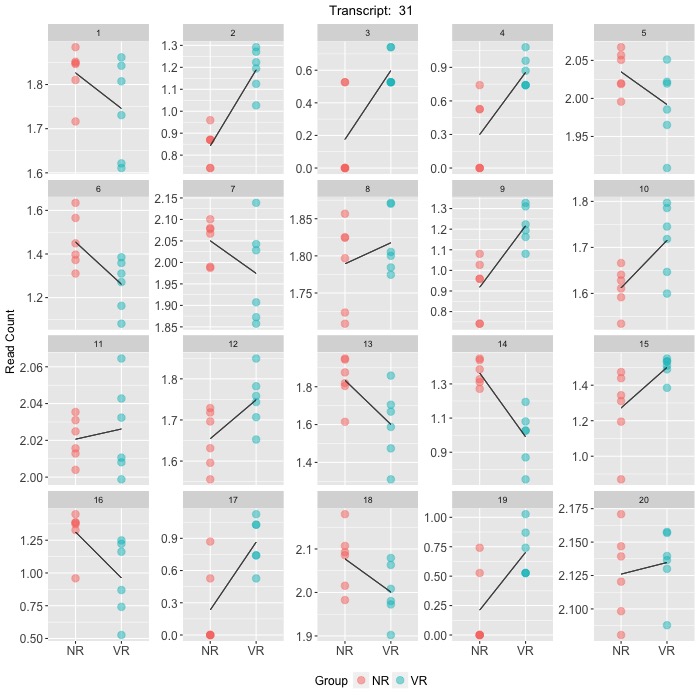 Transcript: 31
1 2 3 4 5
1.8 1.7 1.6
1.3 1.2 1.1 1.0 0.9 0.8
0.6 0.4 0.2 0.0
0.9 0.6 0.3 0.0
2.05 2.00 1.95
6 7 8 9 10
1.6 1.4 1.2
2.15 2.10 2.05 2.00 1.95 1.90 1.85
1.85 1.80 1.75
1.3 1.2 1.1 1.0 0.9 0.8
1.8 1.7 1.6
Read Count
11 12 13 14 15
2.06 2.04 2.02 2.00
1.8 1.7 1.6
1.8 1.6 1.4
1.3 1.1 0.9
1.4 1.2 1.0
16 17 18 19 20
1.25 1.00 0.75 0.50
0.9 0.6 0.3 0.0
2.1 2.0 1.9
1.00 0.75 0.50 0.25 0.00
2.175 2.150 2.125 2.100
NR VR NR VR NR VR NR VR NR VR
Group NR VR